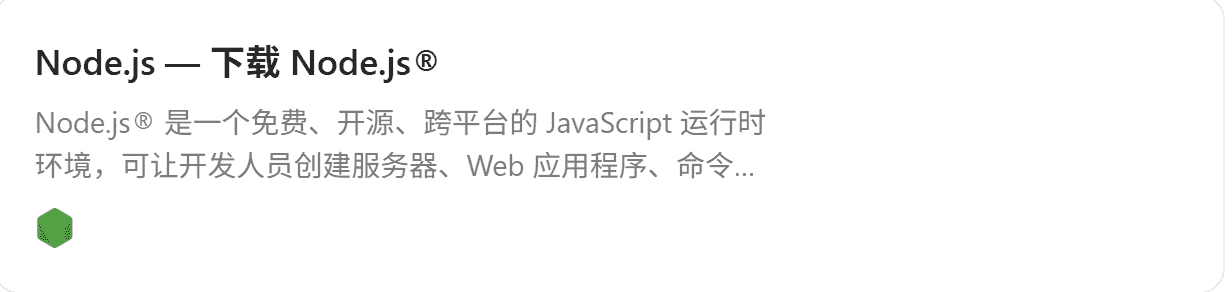 Node.js — 下载 Node.js®
Node.js® 是一个免费、开源、跨平台的 JavaScript 运行时
环境，可让开发人员创建服务器、Web 应用程序、命令...